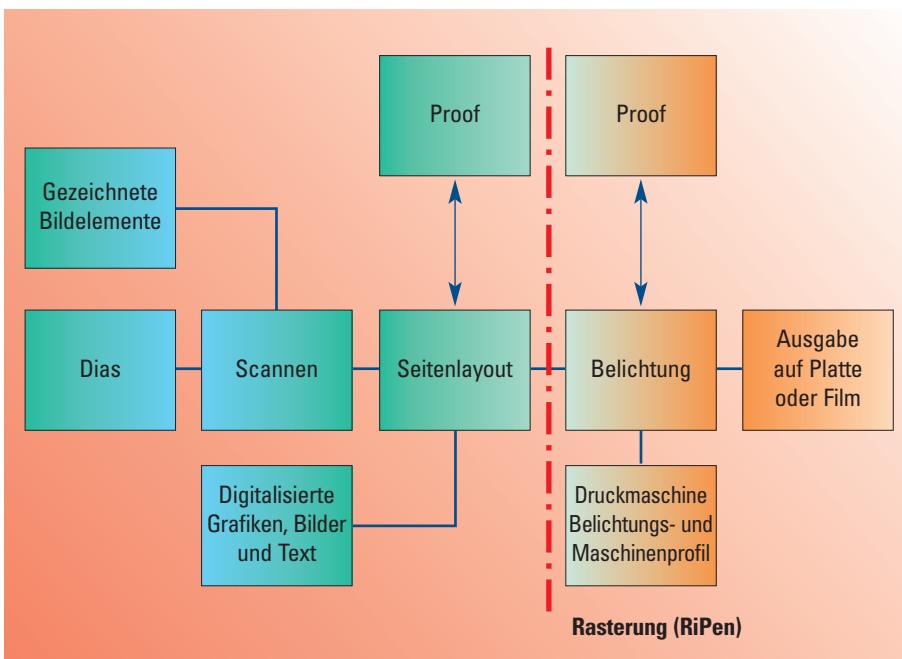 Proof
Proof
Gezeichnete
Bildelemente
Dias
Scannen
Seitenlayout
Belichtung
Ausgabe
auf Platte
oder Film
Digitalisierte
Grafiken, Bilder
und Text
Druckmaschine
Belichtungs- und
Maschinenprofil
Rasterung (RiPen)